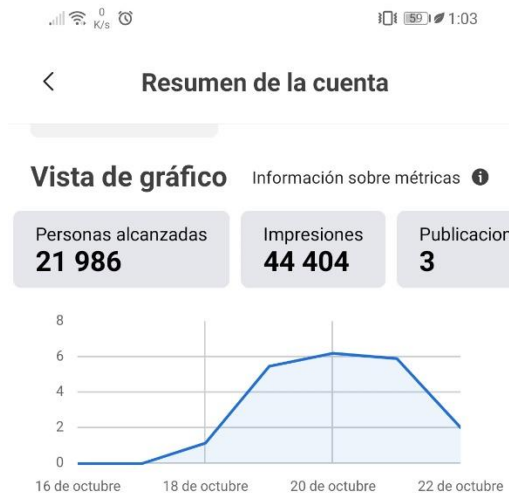 0
K/s
59 1:03
Resumen de la cuenta
Vista de gráfico Información sobre métricas
Personas alcanzadas
21 986
Impresiones
44 404
Publicacion
3
8
6
4
2
0
16 de octubre 18 de octubre 20 de octubre 22 de octubre